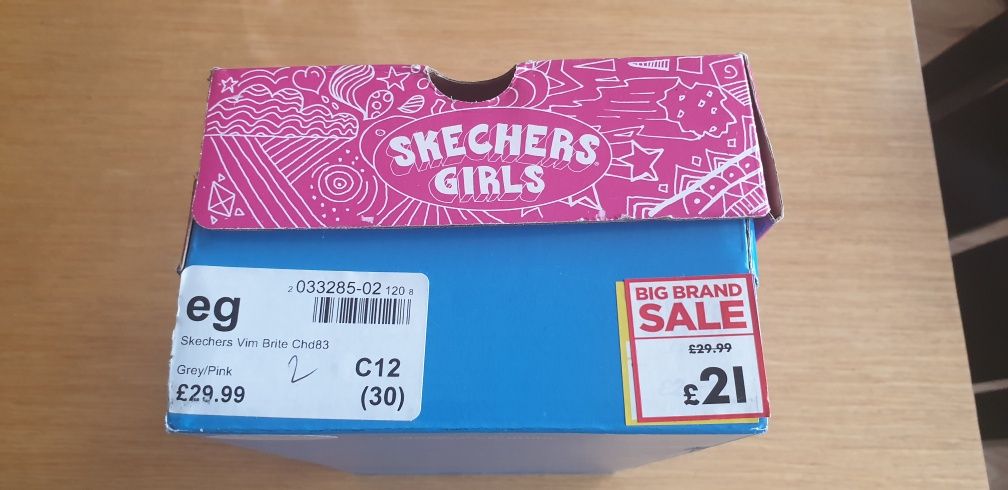 SKECHERS
GIRLS
eg
2 033285-02 120 8
Skechers Vim Brite Chd83
Grey/Pink
2
C12
£29.99
(30)
BIG BRAND
SALE
£29.99
£21